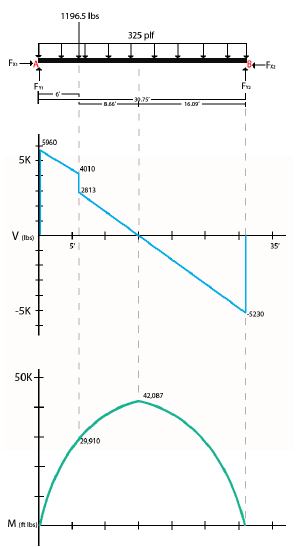 1196.5 lbs
325 plf
Fx₁ A B Fx₂
Fy₁ Fy₂
6'
30.75'
8.66' 16.09'
5960
5K 4010
2813
V (lbs) 5' 35'
-5K -5230
50K
42,087
29,910
M (ft lbs)